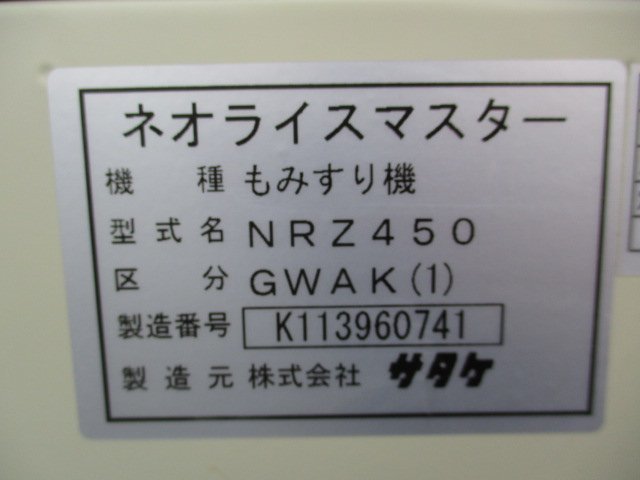 ネオライスマスター
機種 もみすり機
型式名 NRZ450
区分 GWAK(1)
製造番号 K113960741
製造元 株式会社 サタケ